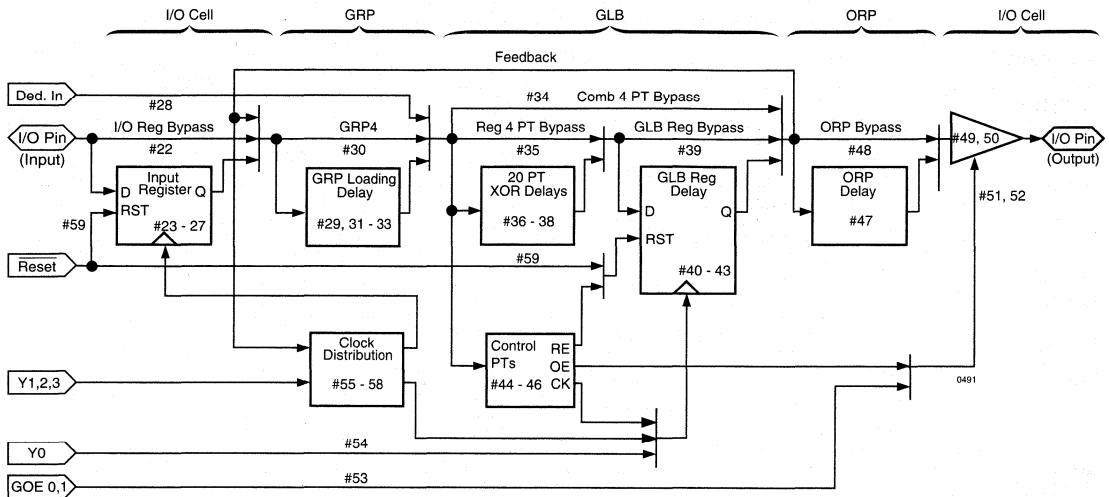 I/O Cell
GRP
GLB
ORP
I/O Cell
Feedback
Ded. In
#28
#34 Comb 4 PT Bypass
I/O Pin
(Input)
I/O Reg Bypass
#22
GRP4
#30
Reg 4 PT Bypass
#35
GLB Reg Bypass
#39
ORP Bypass
#48
#49, 50
I/O Pin
(Output)
#51, 52
Input
Register
D
Q
RST
#23 - 27
#59
GRP Loading
Delay
#29, 31 - 33
20 PT
XOR Delays
#36 - 38
GLB Reg
Delay
D
Q
RST
#40 - 43
ORP
Delay
#47
Reset
#59
Clock
Distribution
#55 - 58
Control
PTs
#44 - 46
RE
OE
CK
0491
Y1,2,3
Y0
#54
GOE 0,1
#53